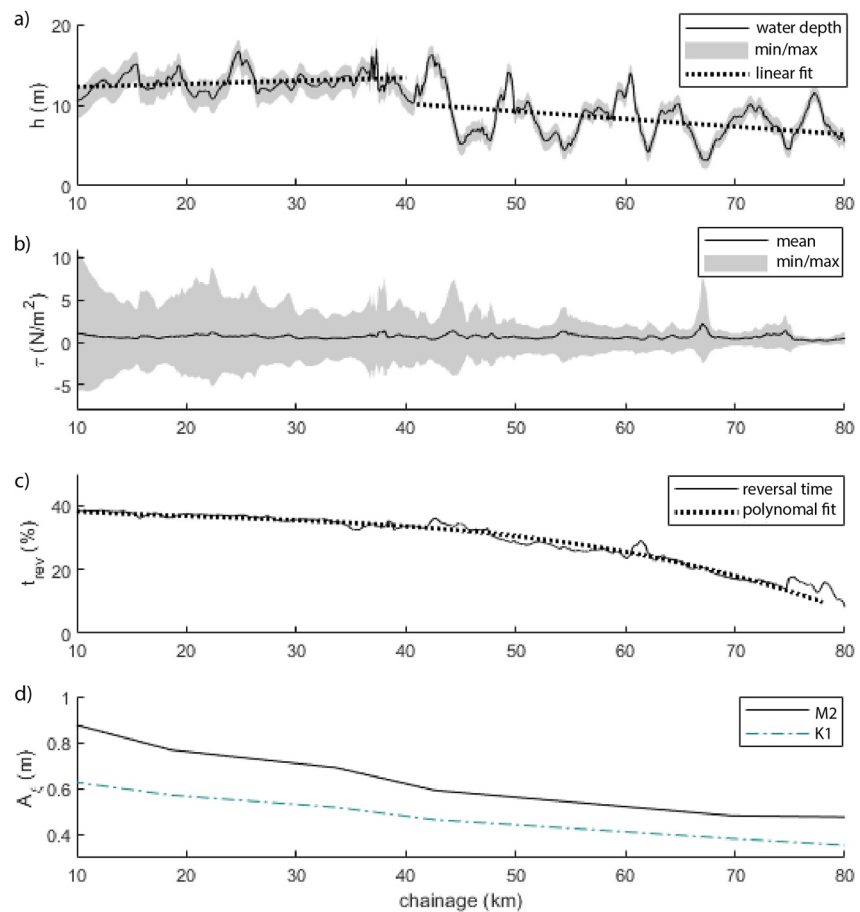 a)
water depth
min/max
linear fit
20
10
0
h (m)
10 20 30 40 50 60 70 80
b)
mean
min/max
10
5
0
-5
τ (N/m²)
10 20 30 40 50 60 70 80
c)
reversal time
polynomal fit
40
20
0
t_rev (%)
10 20 30 40 50 60 70 80
d)
M2
K1
1
0.8
0.6
0.4
A_ξ (m)
10 20 30 40 50 60 70 80
chainage (km)